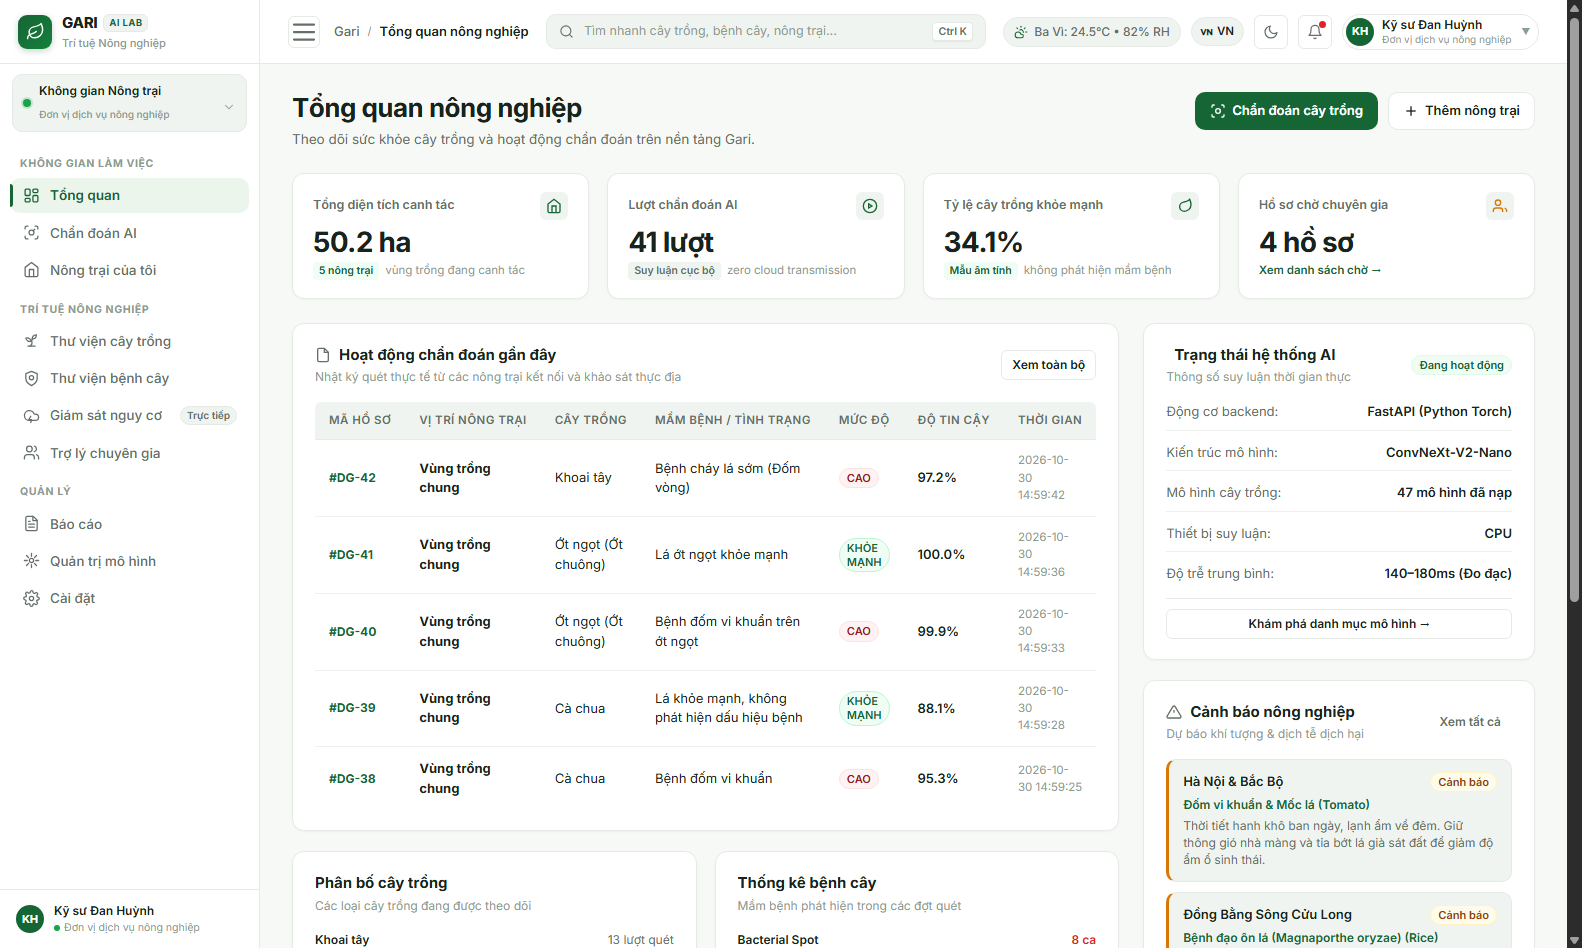 GARI AI LAB
Trí tuệ Nông nghiệp
Không gian Nông trại
Đơn vị dịch vụ nông nghiệp
KHÔNG GIAN LÀM VIỆC
Tổng quan
Chẩn đoán AI
Nông trại của tôi
TRÍ TUỆ NÔNG NGHIỆP
Thư viện cây trồng
Thư viện bệnh cây
Giám sát nguy cơ Trực tiếp
Trợ lý chuyên gia
QUẢN LÝ
Báo cáo
Quản trị mô hình
Cài đặt
KH Kỹ sư Đan Huỳnh
Đơn vị dịch vụ nông nghiệp
Gari / Tổng quan nông nghiệp
Tìm nhanh cây trồng, bệnh cây, nông trại... Ctrl K
Ba Vì: 24.5°C • 82% RH
VN VN
KH Kỹ sư Đan Huỳnh
Đơn vị dịch vụ nông nghiệp
Tổng quan nông nghiệp
Theo dõi sức khỏe cây trồng và hoạt động chẩn đoán trên nền tảng Gari.
Chẩn đoán cây trồng
+ Thêm nông trại
Tổng diện tích canh tác
50.2 ha
5 nông trại vùng trồng đang canh tác
Lượt chẩn đoán AI
41 lượt
Suy luận cục bộ zero cloud transmission
Tỷ lệ cây trồng khỏe mạnh
34.1%
Mẫu âm tính không phát hiện mầm bệnh
Hồ sơ chờ chuyên gia
4 hồ sơ
Xem danh sách chờ →
Hoạt động chẩn đoán gần đây
Nhật ký quét thực tế từ các nông trại kết nối và khảo sát thực địa
Xem toàn bộ
MÃ HỒ SƠ VỊ TRÍ NÔNG TRẠI CÂY TRỒNG MẦM BỆNH / TÌNH TRẠNG MỨC ĐỘ ĐỘ TIN CẬY THỜI GIAN
#DG-42 Vùng trồng chung Khoai tây Bệnh cháy lá sớm (Đốm vòng) CAO 97.2% 2026-10-30 14:59:42
#DG-41 Vùng trồng chung Ớt ngọt (Ớt chuông) Lá ớt ngọt khỏe mạnh KHỎE MẠNH 100.0% 2026-10-30 14:59:36
#DG-40 Vùng trồng chung Ớt ngọt (Ớt chuông) Bệnh đốm vi khuẩn trên ớt ngọt CAO 99.9% 2026-10-30 14:59:33
#DG-39 Vùng trồng chung Cà chua Lá khỏe mạnh, không phát hiện dấu hiệu bệnh KHỎE MẠNH 88.1% 2026-10-30 14:59:28
#DG-38 Vùng trồng chung Cà chua Bệnh đốm vi khuẩn CAO 95.3% 2026-10-30 14:59:25
Phân bố cây trồng
Các loại cây trồng đang được theo dõi
Khoai tây 13 lượt quét
Thống kê bệnh cây
Mầm bệnh phát hiện trong các đợt quét
Bacterial Spot 8 ca
Trạng thái hệ thống AI
Thông số suy luận thời gian thực
Đang hoạt động
Động cơ backend: FastAPI (Python Torch)
Kiến trúc mô hình: ConvNeXt-V2-Nano
Mô hình cây trồng: 47 mô hình đã nạp
Thiết bị suy luận: CPU
Độ trễ trung bình: 140–180ms (Đo đạc)
Khám phá danh mục mô hình →
Cảnh báo nông nghiệp
Dự báo khí tượng & dịch tễ dịch hại
Xem tất cả
Hà Nội & Bắc Bộ Cảnh báo
Đốm vi khuẩn & Mốc lá (Tomato)
Thời tiết hanh khô ban ngày, lạnh ẩm về đêm. Giữ
thông gió nhà màng và tỉa bớt lá già sát đất để giảm độ
ẩm ổ sinh thái.
Đồng Bằng Sông Cửu Long Cảnh báo
Bệnh đạo ôn lá (Magnaporthe oryzae) (Rice)